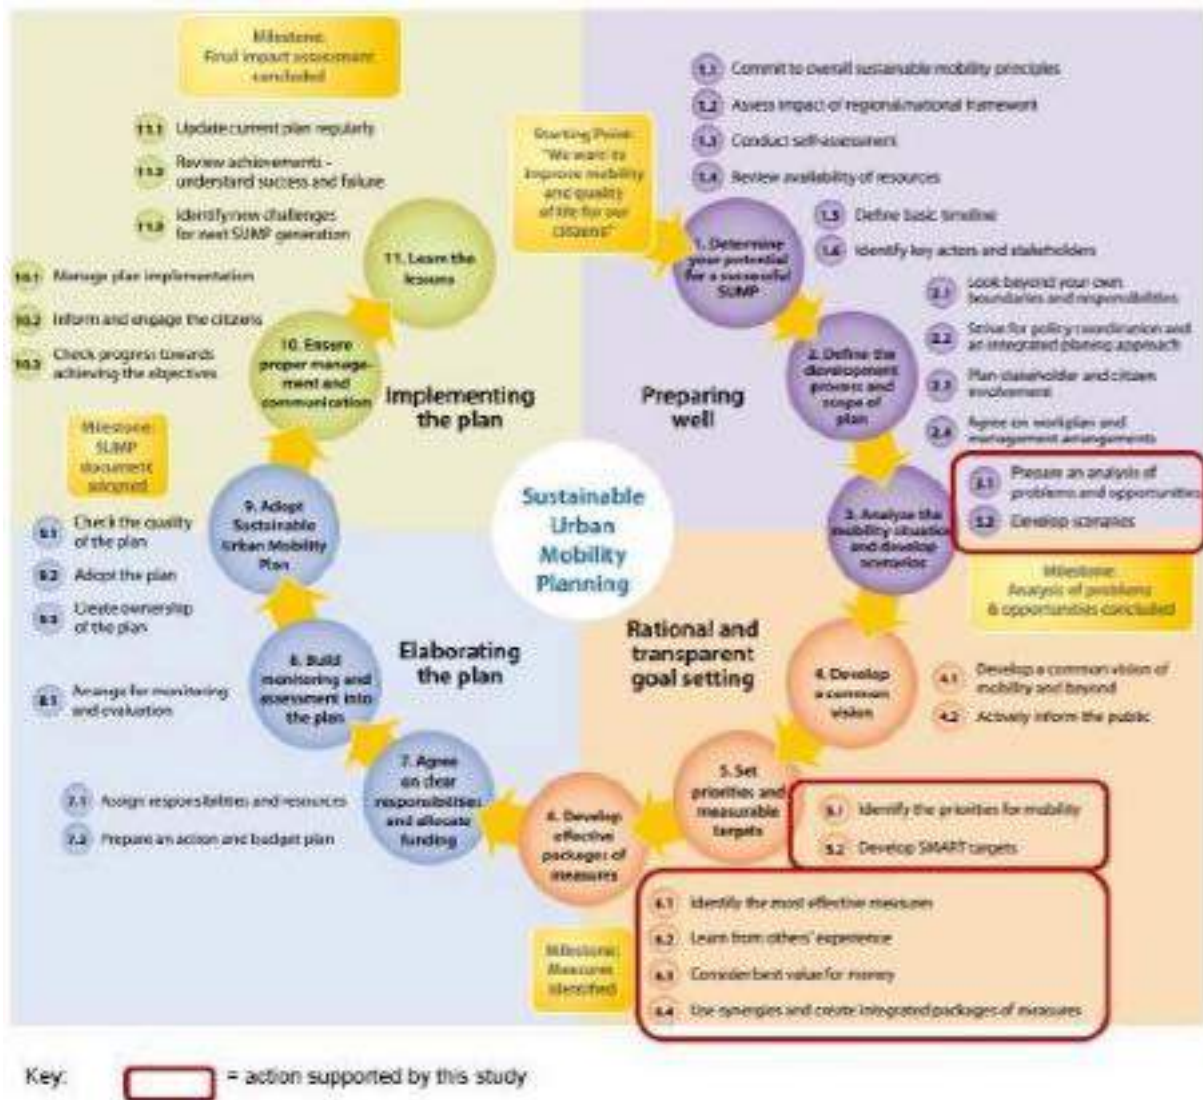 Milestone:
Final impact assessment
concluded
11.1 Update current plan regularly
11.2 Review achievements -
understand success and failure
11.3 Identify new challenges
for next SUMP generation
11. Learn the
lessons
10.1 Manage plan implementation
10.2 Inform and engage the citizens
10.3 Check progress towards
achieving the objectives
10. Ensure
proper manage-
ment and
communication
Implementing
the plan
Milestone:
SUMP
document
adopted
Starting Point:
"We want to
improve mobility
and quality
of life for our
citizens!"
1.1 Commit to overall sustainable mobility principles
1.2 Assess impact of regional/national framework
1.3 Conduct self-assessment
1.4 Review availability of resources
1.5 Define basic timeline
1.6 Identify key actors and stakeholders
1. Determine
your potential
for a successful
SUMP
2.1 Look beyond your own
boundaries and responsibilities
2.2 Strive for policy coordination and
an integrated planing approach
2.3 Plan stakeholder and citizen
involvement
2.4 Agree on workplan and
management arrangements
2. Define the
development
process and
scope of
plan
Preparing
well
3.1 Prepare an analysis of
problems and opportunities
3.2 Develop scenarios
3. Analyse the
mobility situation
and develop
scenarios
Milestone:
Analysis of problems
& opportunities concluded
Sustainable
Urban
Mobility
Planning
Rational and
transparent
goal setting
4. Develop
a common
vision
4.1 Develop a common vision of
mobility and beyond
4.2 Actively inform the public
5. Set
priorities and
measurable
targets
5.1 Identify the priorities for mobility
5.2 Develop SMART targets
6. Develop
effective
packages of
measures
6.1 Identify the most effective measures
6.2 Learn from others' experience
6.3 Consider best value for money
6.4 Use synergies and create integrated packages of measures
Milestone:
Measures
identified
Elaborating
the plan
7. Agree
on clear
responsibilities
and allocate
funding
7.1 Assign responsibilities and resources
7.2 Prepare an action and budget plan
8. Build
monitoring and
assessment into
the plan
8.1 Arrange for monitoring
and evaluation
9. Adopt
Sustainable
Urban Mobility
Plan
9.1 Check the quality
of the plan
9.2 Adopt the plan
9.3 Create ownership
of the plan
Key: = action supported by this study